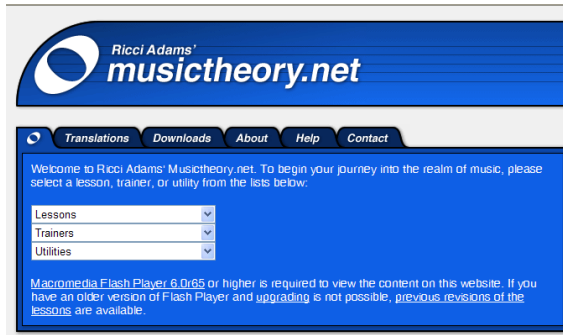 Ricci Adams'
musictheory.net
Translations Downloads About Help Contact
Welcome to Ricci Adams' Musictheory.net. To begin your journey into the realm of music, please
select a lesson, trainer, or utility from the lists below:
Lessons
Trainers
Utilities
Macromedia Flash Player 6.0r65 or higher is required to view the content on this website. If you
have an older version of Flash Player and upgrading is not possible, previous revisions of the
lessons are available.